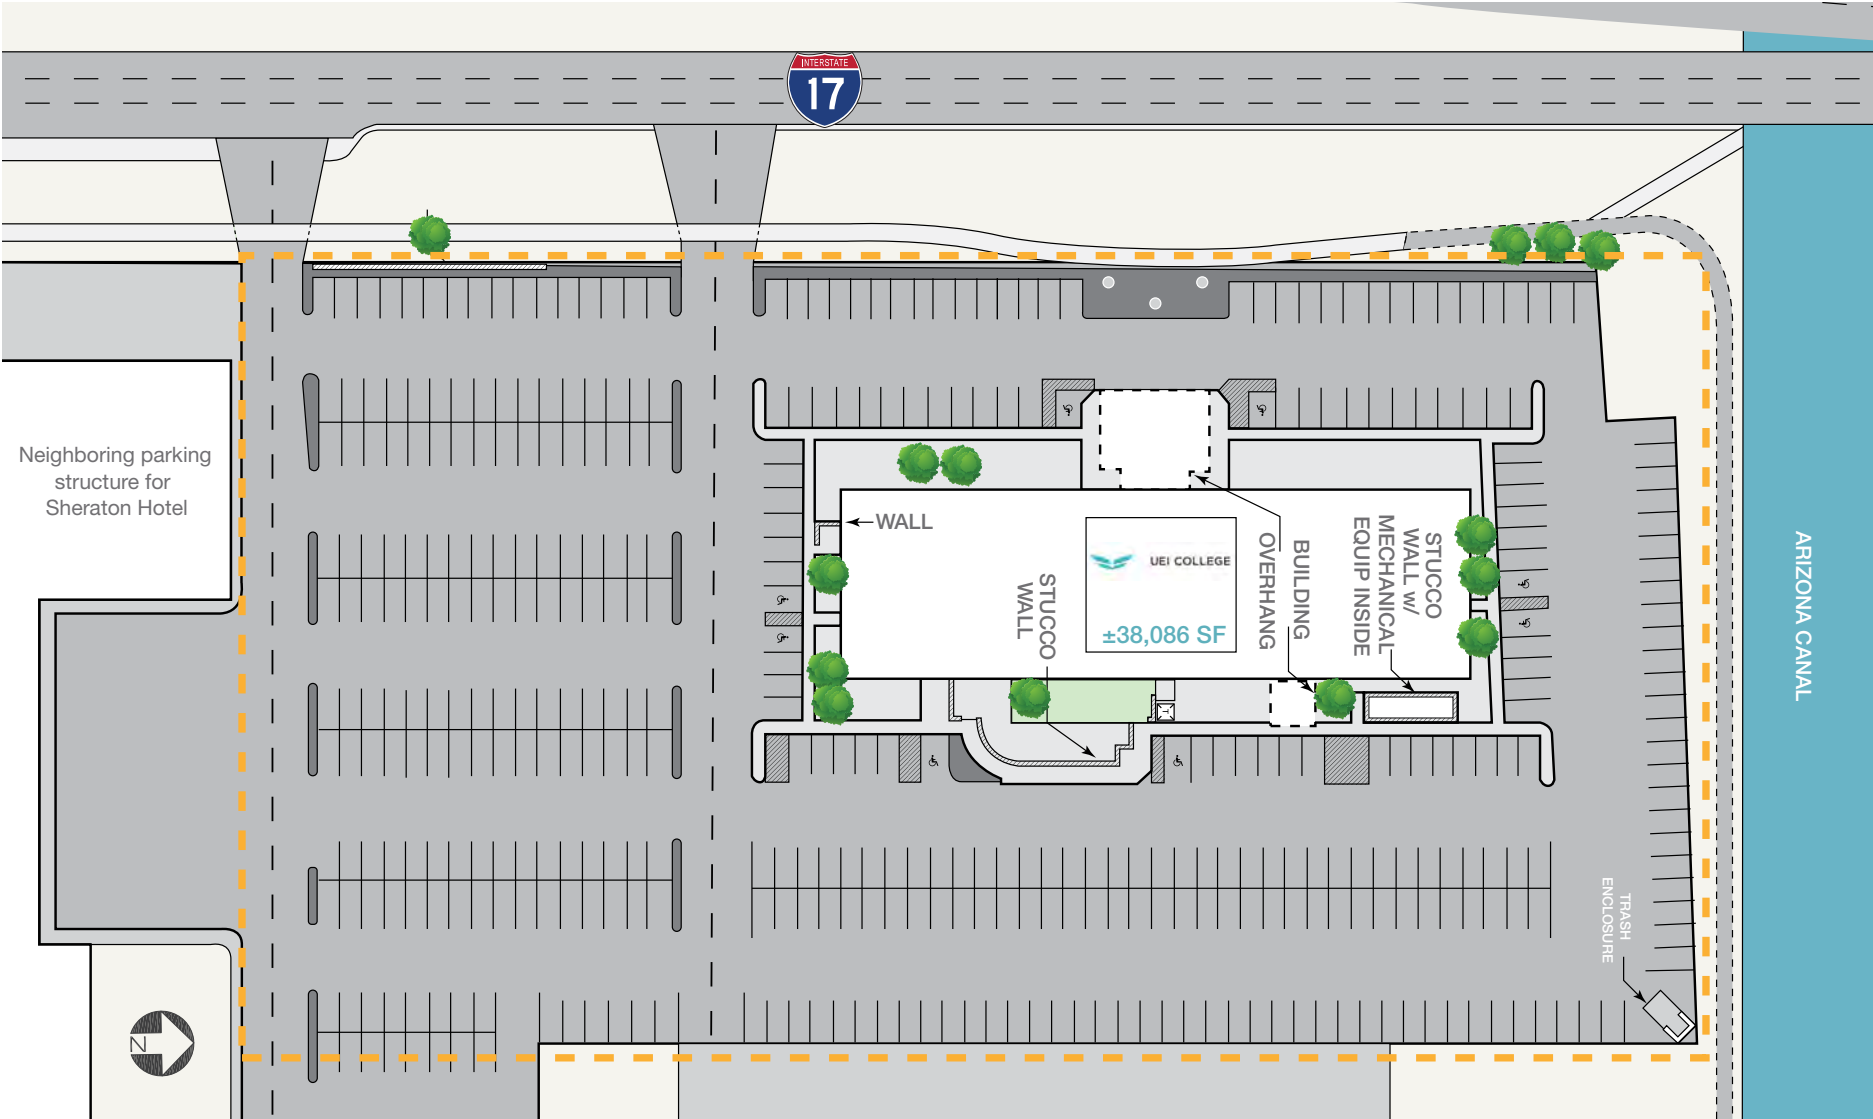 INTERSTATE
17
Neighboring parking
structure for
Sheraton Hotel
WALL
UEI COLLEGE
±38,086 SF
STUCCO
WALL
BUILDING
OVERHANG
STUCCO
WALL w/
MECHANICAL
EQUIP INSIDE
ARIZONA CANAL
TRASH
ENCLOSURE
T
N